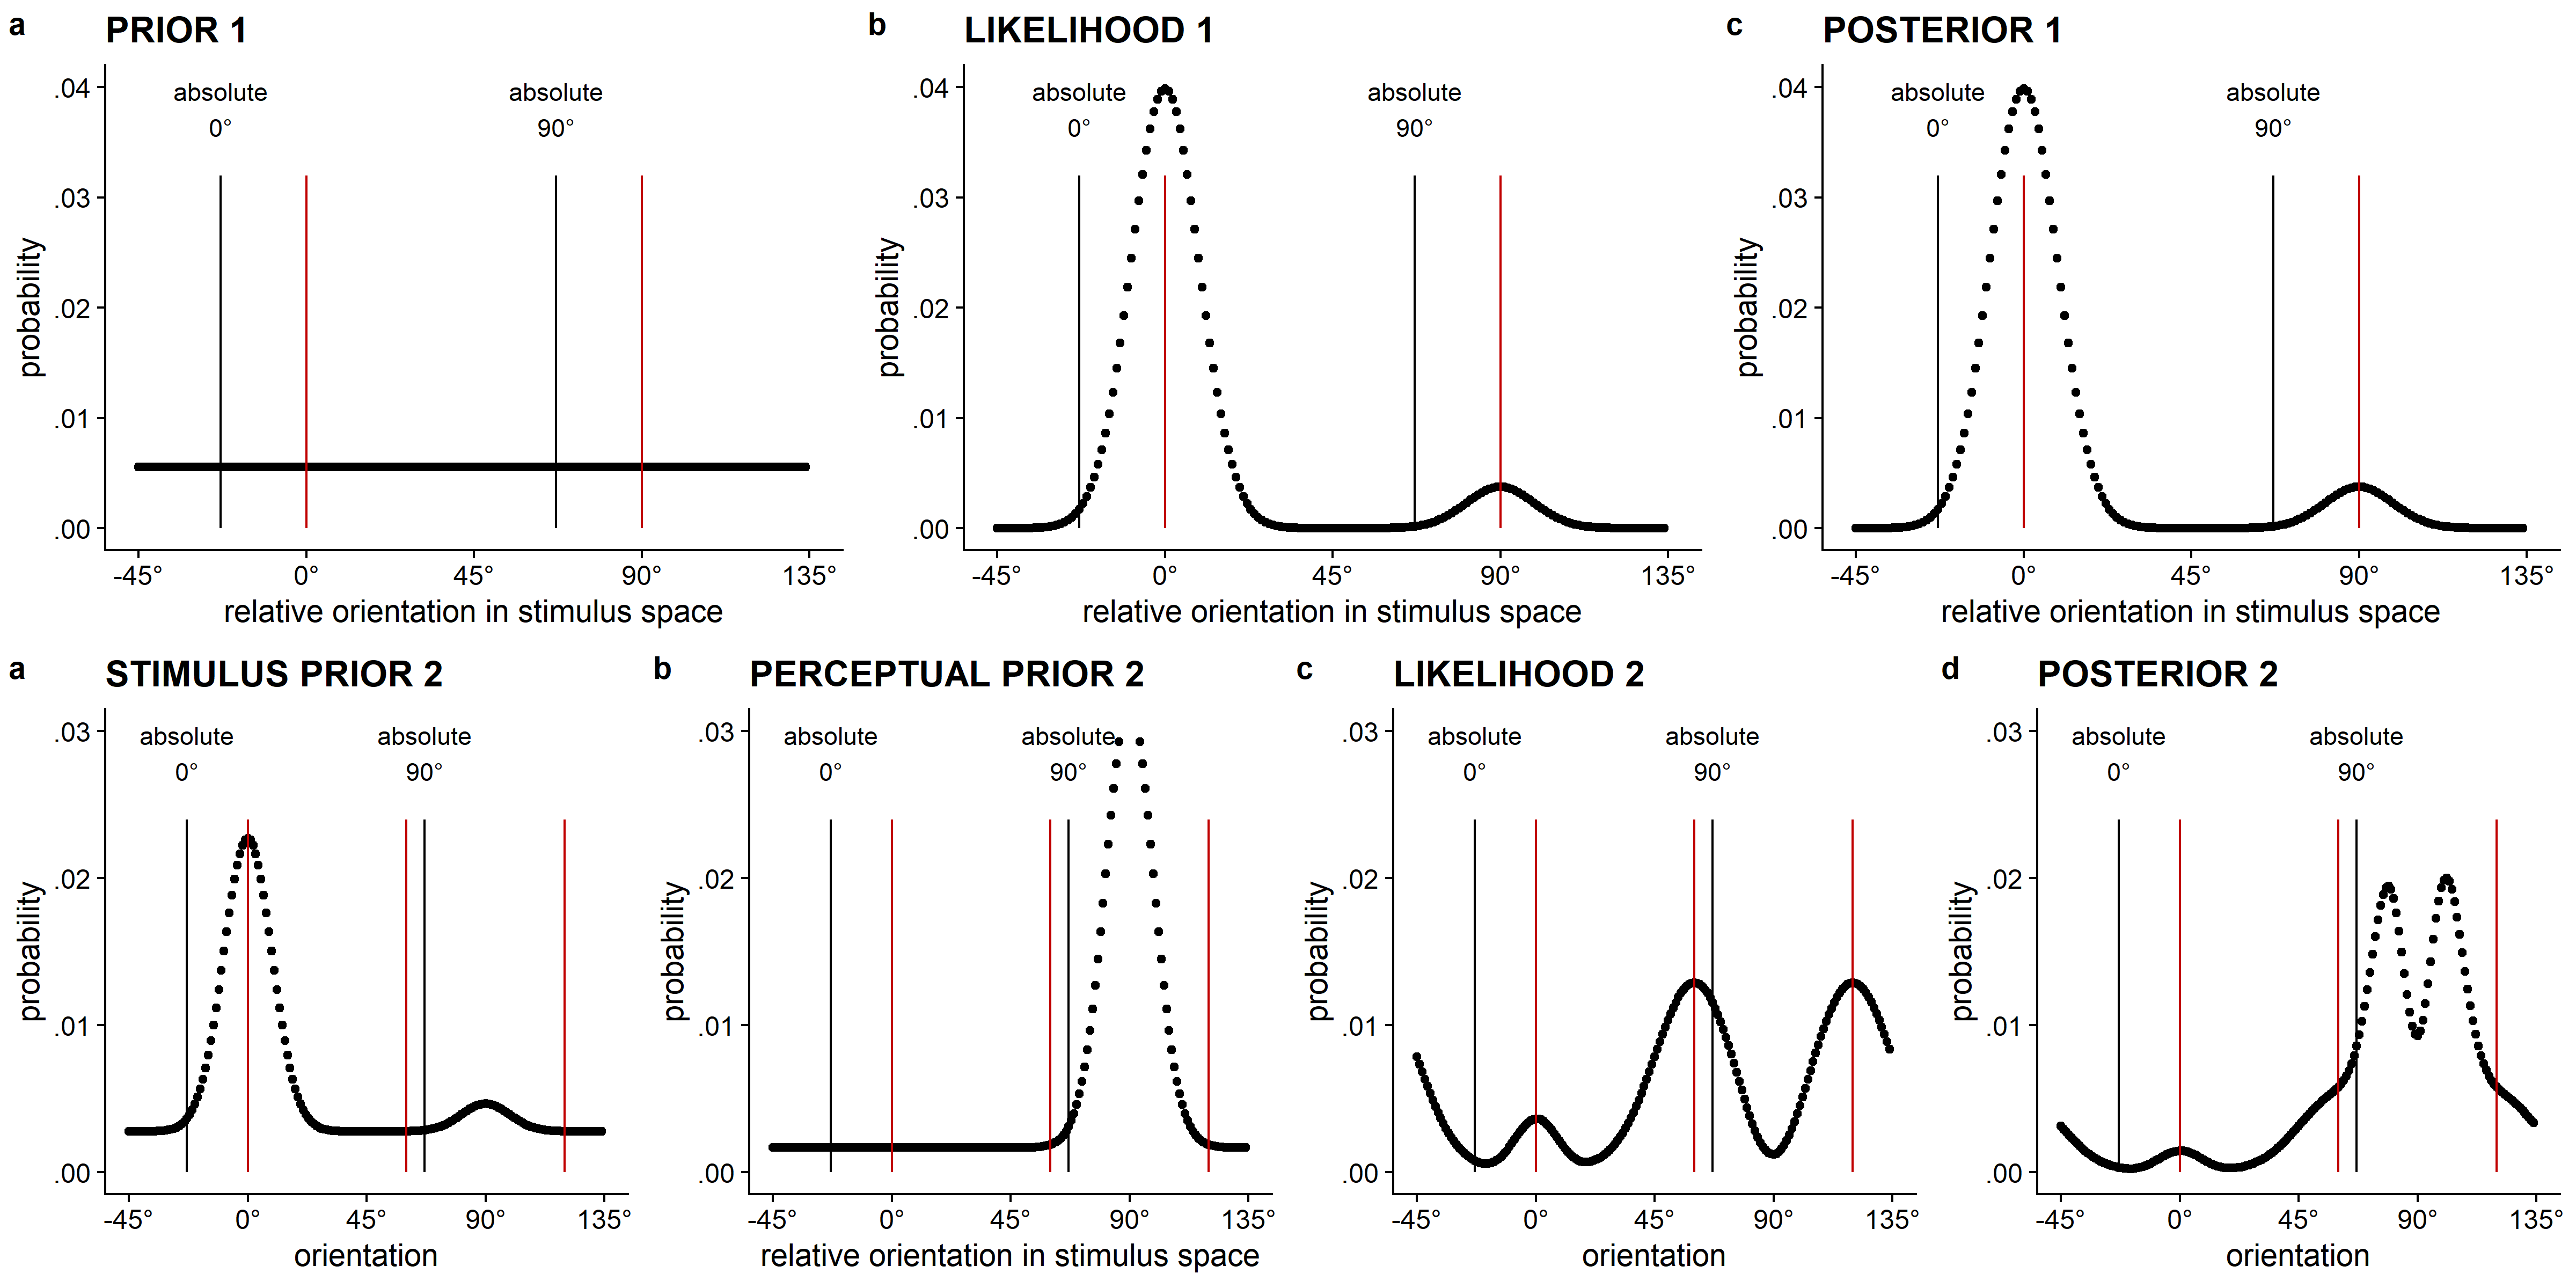 a PRIOR 1
absolute absolute
0° 90°
.04
.03
.02
.01
.00
probability
-45° 0° 45° 90° 135°
relative orientation in stimulus space
b LIKELIHOOD 1
absolute absolute
0° 90°
.04
.03
.02
.01
.00
probability
-45° 0° 45° 90° 135°
relative orientation in stimulus space
c POSTERIOR 1
absolute absolute
0° 90°
.04
.03
.02
.01
.00
probability
-45° 0° 45° 90° 135°
relative orientation in stimulus space
a STIMULUS PRIOR 2
absolute absolute
0° 90°
.03
.02
.01
.00
probability
-45° 0° 45° 90° 135°
orientation
b PERCEPTUAL PRIOR 2
absolute absolute
0° 90°
.03
.02
.01
.00
probability
-45° 0° 45° 90° 135°
relative orientation in stimulus space
c LIKELIHOOD 2
absolute absolute
0° 90°
.03
.02
.01
.00
probability
-45° 0° 45° 90° 135°
orientation
d POSTERIOR 2
absolute absolute
0° 90°
.03
.02
.01
.00
probability
-45° 0° 45° 90° 135°
orientation